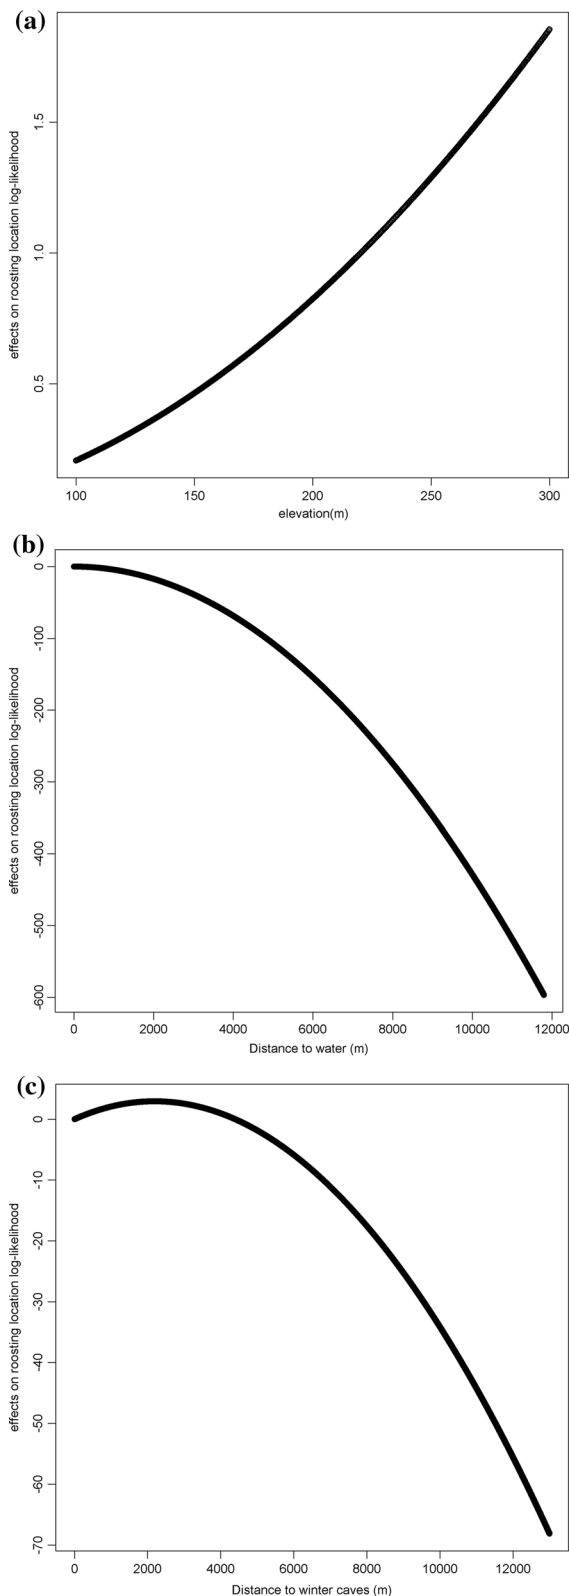 (a)
effects on roosting location log-likelihood
1.5
1.0
0.5
100 150 200 250 300
elevation(m)
(b)
effects on roosting location log-likelihood
0
-100
-200
-300
-400
-500
-600
0 2000 4000 6000 8000 10000 12000
Distance to water (m)
(c)
effects on roosting location log-likelihood
0
-10
-20
-30
-40
-50
-60
-70
0 2000 4000 6000 8000 10000 12000
Distance to winter caves (m)